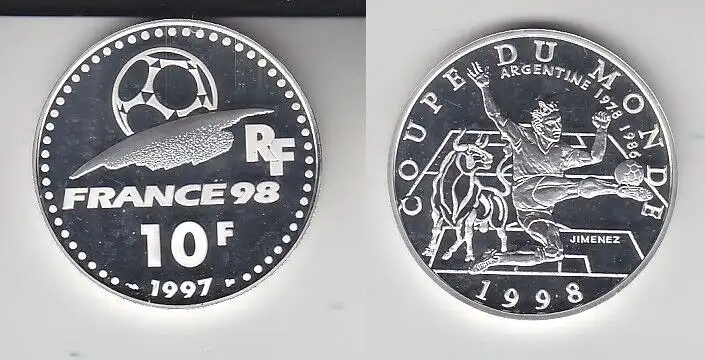 RF
FRANCE 98
10 F
1997
COUPE DU MONDE
ARGENTINE 1978 1986
JIMENEZ
1998